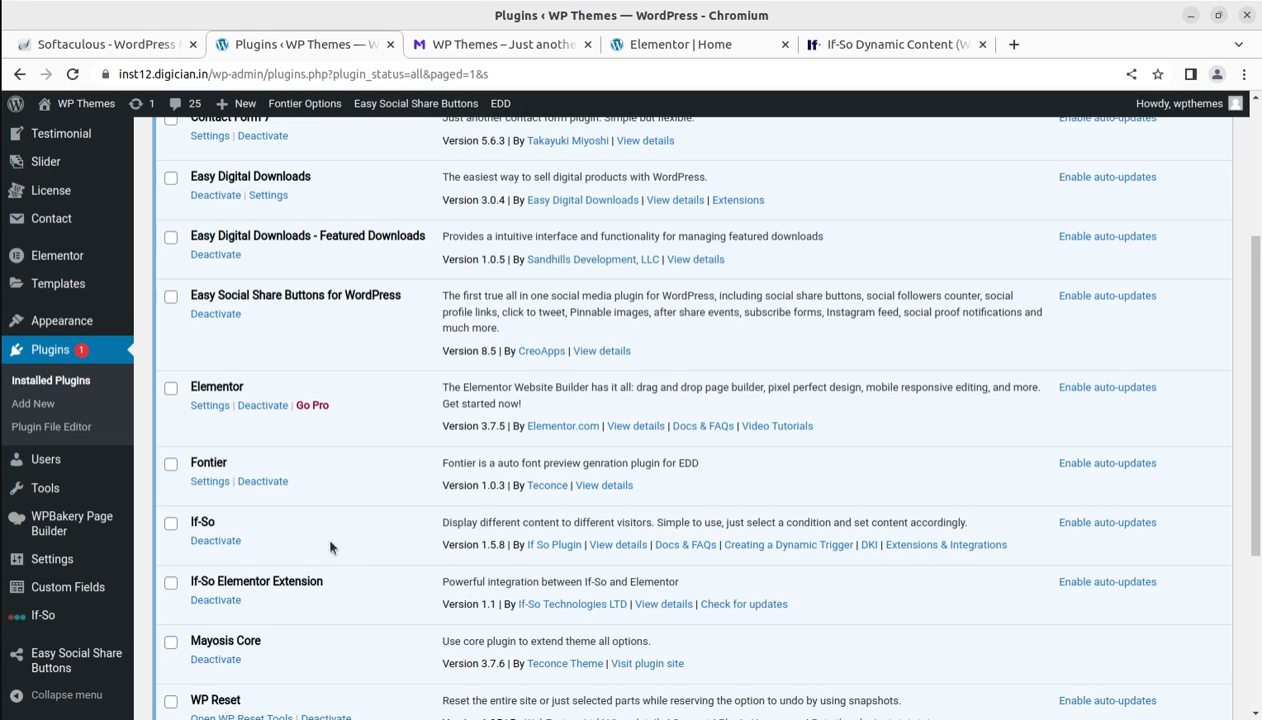 Plugins ‹ WP Themes — WordPress - Chromium
Softaculous - WordPress
Plugins ‹ WP Themes — W
WP Themes – Just anothe
Elementor | Home
If-So Dynamic Content (W
inst12.digician.in/wp-admin/plugins.php?plugin_status=all&paged=1&s
WP Themes 1 25 New Fontier Options Easy Social Share Buttons EDD Howdy, wpthemes
Testimonial
Slider
License
Contact
Elementor
Templates
Appearance
Plugins 1
Installed Plugins
Add New
Plugin File Editor
Users
Tools
WPBakery Page
Builder
Settings
Custom Fields
If-So
Easy Social Share
Buttons
Collapse menu
Contact Form 7
Settings | Deactivate
Just another contact form plugin. Simple but flexible.
Version 5.6.3 | By Takayuki Miyoshi | View details
Enable auto-updates
Easy Digital Downloads
Deactivate | Settings
The easiest way to sell digital products with WordPress.
Version 3.0.4 | By Easy Digital Downloads | View details | Extensions
Enable auto-updates
Easy Digital Downloads - Featured Downloads
Deactivate
Provides a intuitive interface and functionality for managing featured downloads
Version 1.0.5 | By Sandhills Development, LLC | View details
Enable auto-updates
Easy Social Share Buttons for WordPress
Deactivate
The first true all in one social media plugin for WordPress, including social share buttons, social followers counter, social
profile links, click to tweet, Pinnable images, after share events, subscribe forms, Instagram feed, social proof notifications and
much more.
Version 8.5 | By CreoApps | View details
Enable auto-updates
Elementor
Settings | Deactivate | Go Pro
The Elementor Website Builder has it all: drag and drop page builder, pixel perfect design, mobile responsive editing, and more.
Get started now!
Version 3.7.5 | By Elementor.com | View details | Docs & FAQs | Video Tutorials
Enable auto-updates
Fontier
Settings | Deactivate
Fontier is a auto font preview genration plugin for EDD
Version 1.0.3 | By Teconce | View details
Enable auto-updates
If-So
Deactivate
Display different content to different visitors. Simple to use, just select a condition and set content accordingly.
Version 1.5.8 | By If So Plugin | View details | Docs & FAQs | Creating a Dynamic Trigger | DKI | Extensions & Integrations
Enable auto-updates
If-So Elementor Extension
Deactivate
Powerful integration between If-So and Elementor
Version 1.1 | By If-So Technologies LTD | View details | Check for updates
Enable auto-updates
Mayosis Core
Deactivate
Use core plugin to extend theme all options.
Version 3.7.6 | By Teconce Theme | Visit plugin site
WP Reset
Open WP Reset Tools | Deactivate
Reset the entire site or just selected parts while reserving the option to undo by using snapshots.
Enable auto-updates